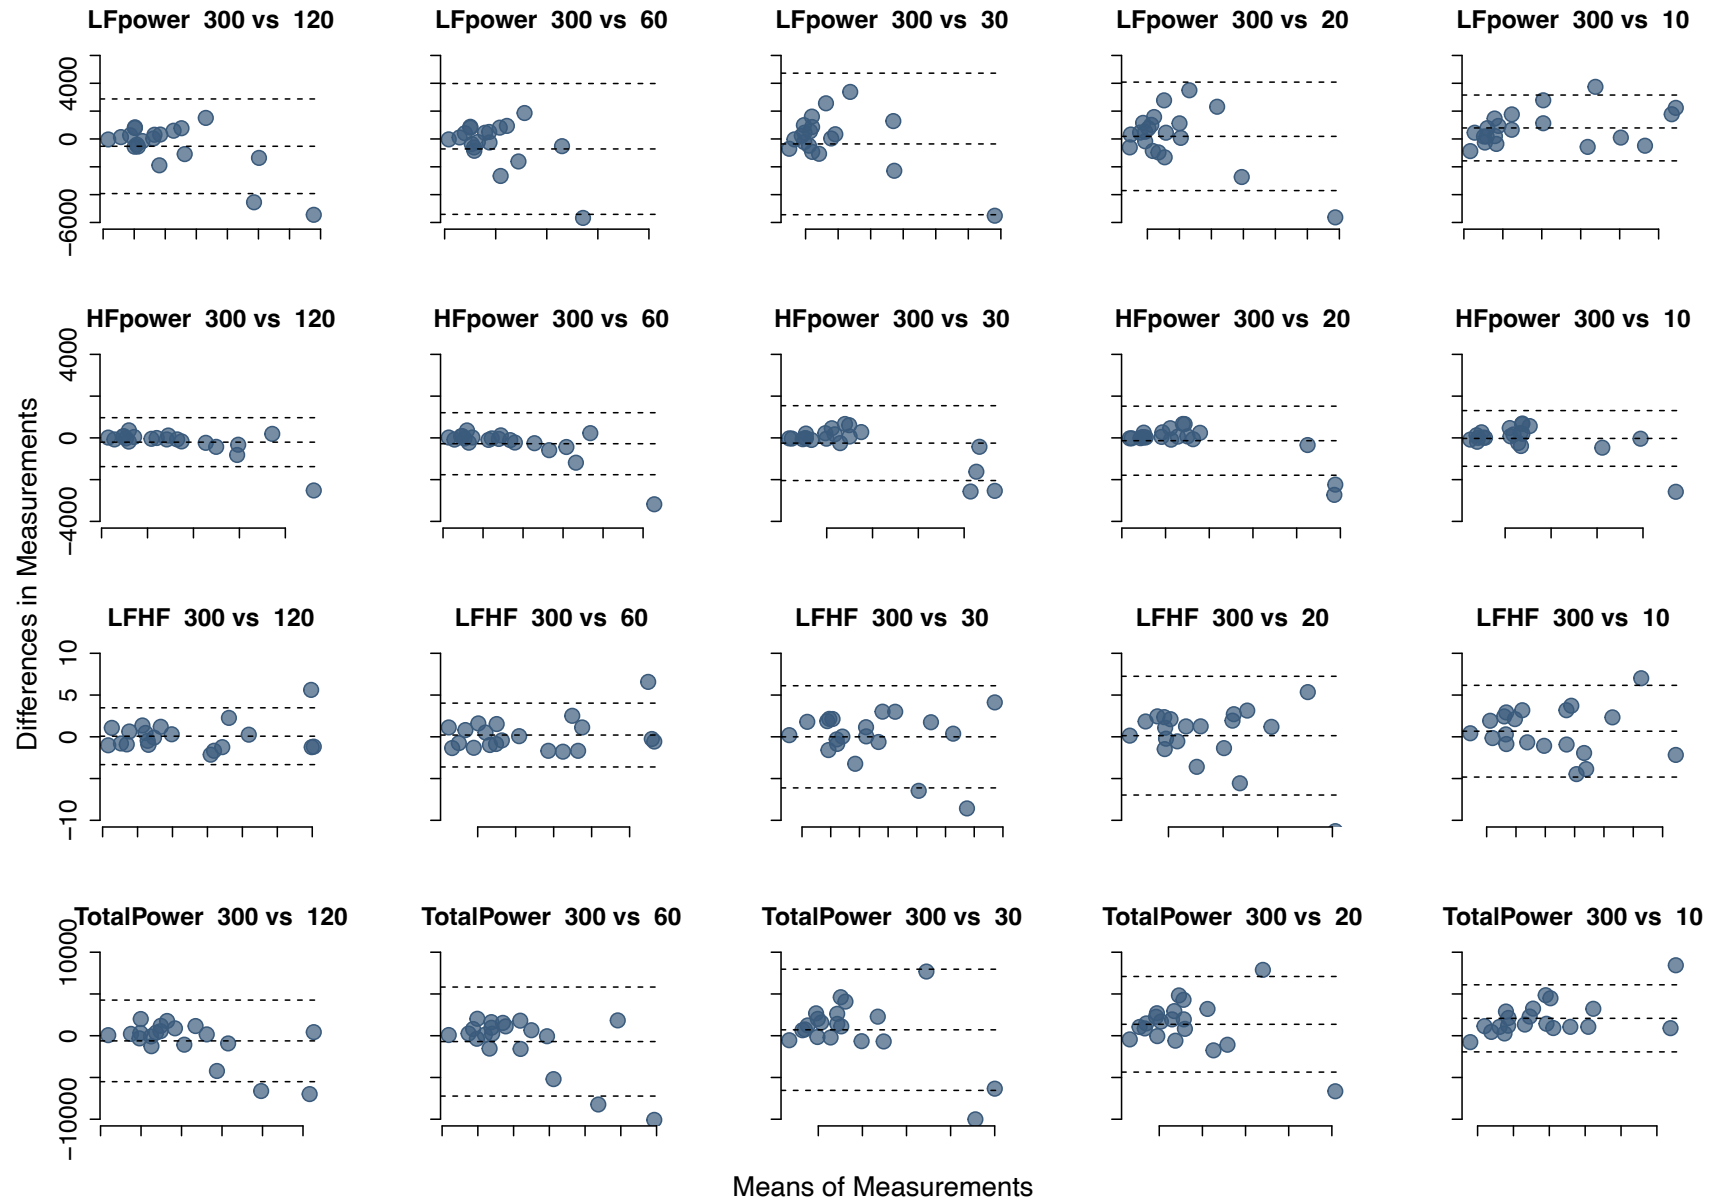 LFpower 300 vs 120
LFpower 300 vs 60
LFpower 300 vs 30
LFpower 300 vs 20
LFpower 300 vs 10
4000
0
−6000
HFpower 300 vs 120
HFpower 300 vs 60
HFpower 300 vs 30
HFpower 300 vs 20
HFpower 300 vs 10
4000
0
−4000
Differences in Measurements
LFHF 300 vs 120
LFHF 300 vs 60
LFHF 300 vs 30
LFHF 300 vs 20
LFHF 300 vs 10
10
5
0
−10
TotalPower 300 vs 120
TotalPower 300 vs 60
TotalPower 300 vs 30
TotalPower 300 vs 20
TotalPower 300 vs 10
10000
0
−10000
Means of Measurements